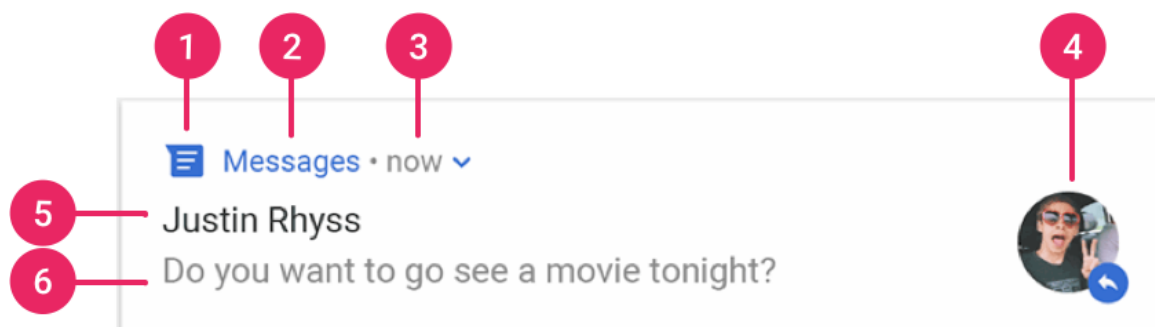 1 2 3 4
Messages • now
5 Justin Rhyss
6 Do you want to go see a movie tonight?